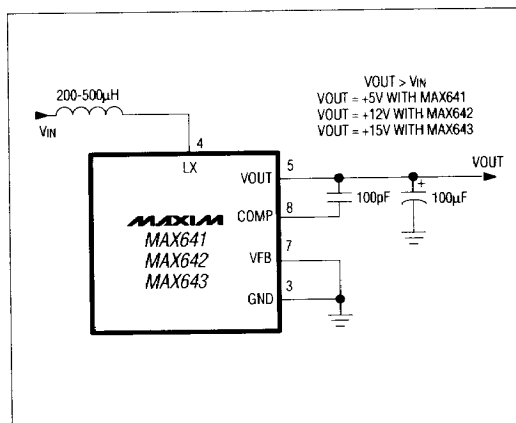 200-500μH
VIN
4
LX
VOUT > VIN
VOUT = +5V WITH MAX641
VOUT = +12V WITH MAX642
VOUT = +15V WITH MAX643
VOUT
5
VOUT
100pF
+
100μF
COMP
8
MAXIM
MAX641
MAX642
MAX643
VFB
7
GND
3